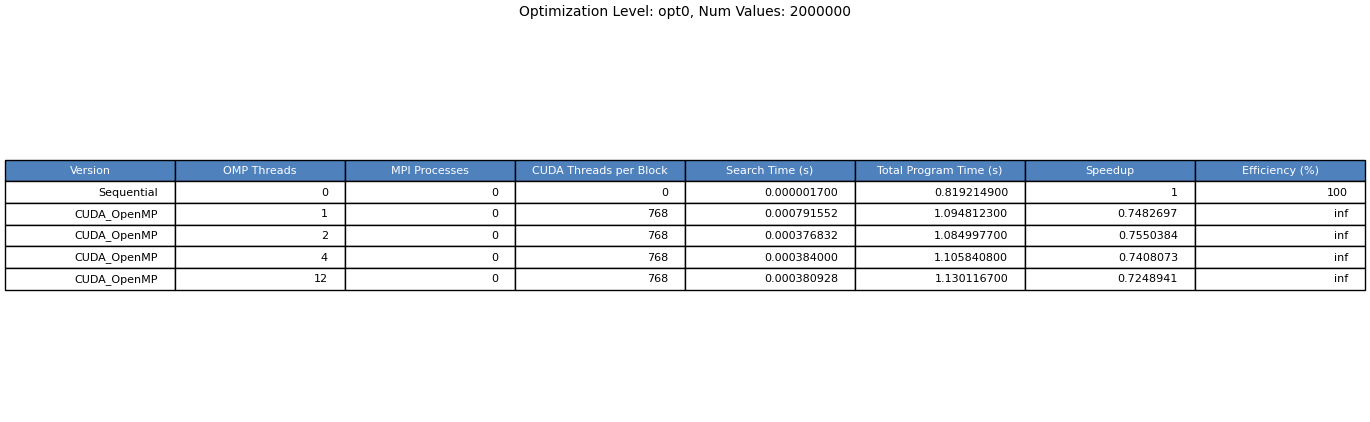 Optimization Level: opt0, Num Values: 2000000
Version OMP Threads MPI Processes CUDA Threads per Block Search Time (s) Total Program Time (s) Speedup Efficiency (%)
Sequential 0 0 0 0.000001700 0.819214900 1 100
CUDA_OpenMP 1 0 768 0.000791552 1.094812300 0.7482697 inf
CUDA_OpenMP 2 0 768 0.000376832 1.084997700 0.7550384 inf
CUDA_OpenMP 4 0 768 0.000384000 1.105840800 0.7408073 inf
CUDA_OpenMP 12 0 768 0.000380928 1.130116700 0.7248941 inf